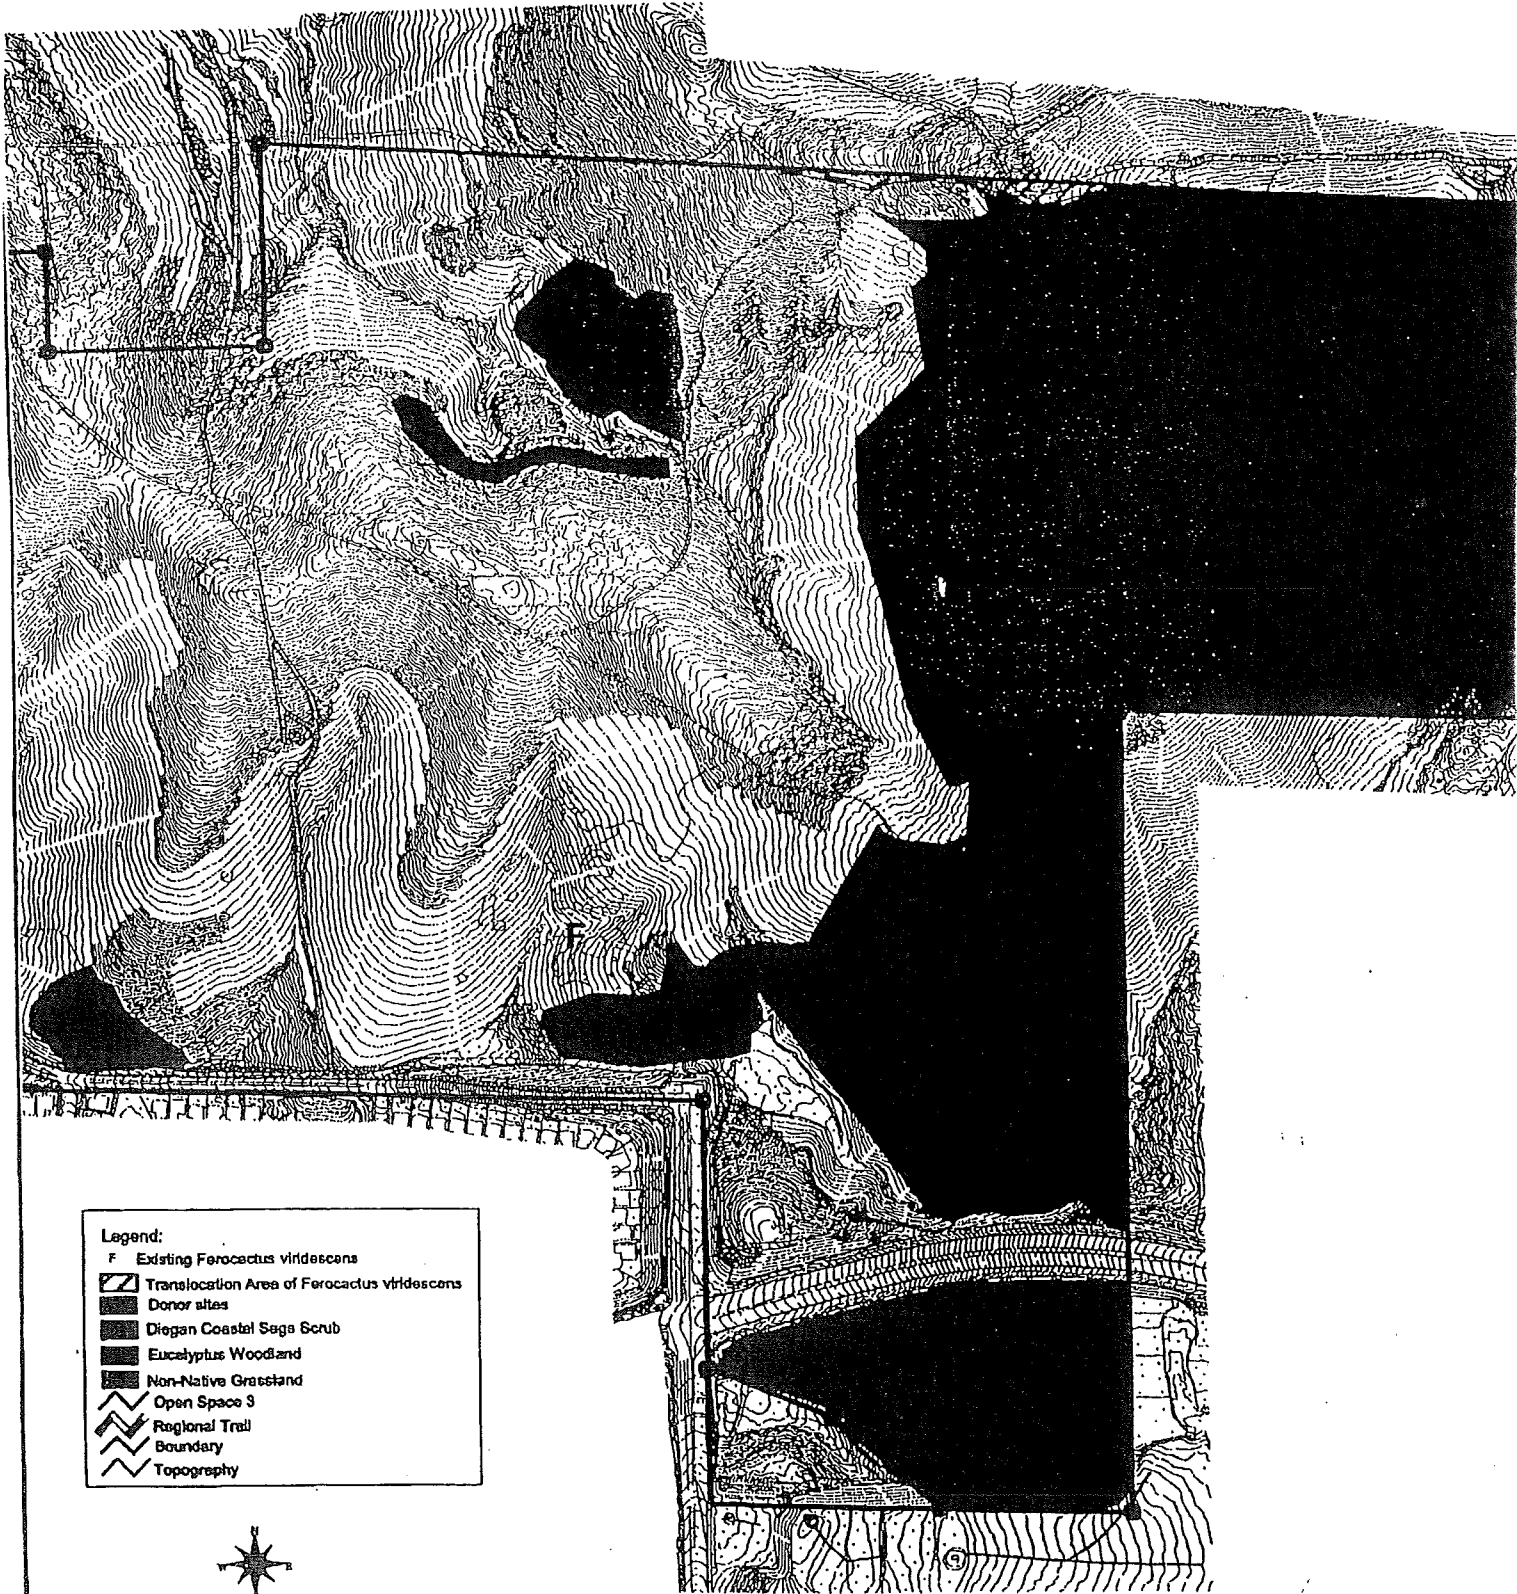 F
Legend:
F Existing Ferocactus viridescens
Translocation Area of Ferocactus viridescens
Donor sites
Diegan Coastal Sage Scrub
Eucalyptus Woodland
Non-Native Grassland
Open Space 3
Regional Trail
Boundary
Topography
N
W E